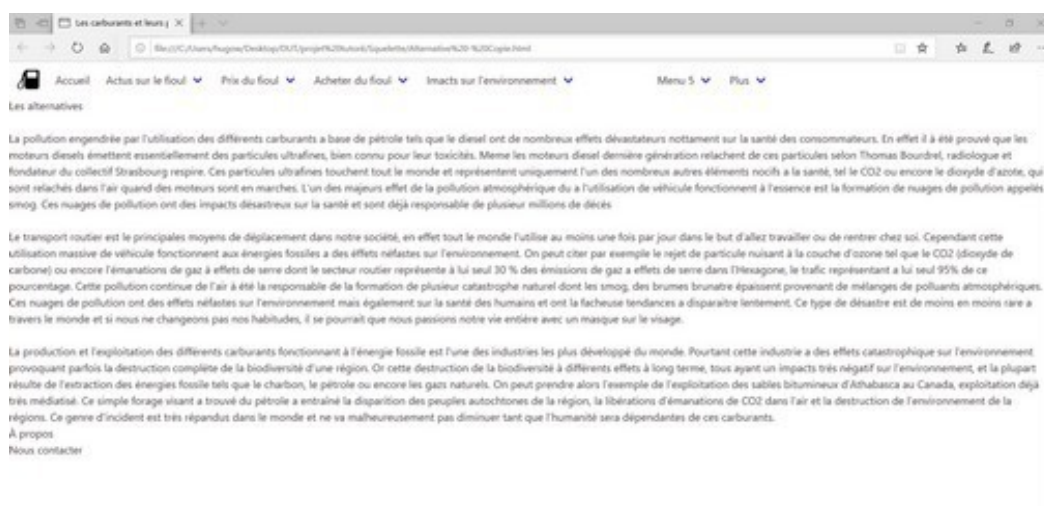 Les carburants et leurs p
file:///C:/Users/hugow/Desktop/DUT/projet%20tutoré/Squelette/Alternative%20-%20Copie.html
Accueil Actus sur le fioul Prix du fioul Acheter du fioul Imacts sur l'environnement Menu 5 Plus
Les alternatives
La pollution engendrée par l'utilisation des différents carburants a base de pétrole tels que le diesel ont de nombreux effets dévastateurs nottament sur la santé des consommateurs. En effet il à été prouvé que les
moteurs diesels émettent essentiellement des particules ultrafines, bien connu pour leur toxicités. Meme les moteurs diesel dernière génération relachent de ces particules selon Thomas Bourdrel, radiologue et
fondateur du collectif Strasbourg respire. Ces particules ultrafines touchent tout le monde et représentent uniquement l'un des nombreux autres éléments nocifs a la santé, tel le CO2 ou encore le dioxyde d'azote, qui
sont relachés dans l'air quand des moteurs sont en marches. L'un des majeurs effet de la pollution atmosphérique du a l'utilisation de véhicule fonctionnent à l'essence est la formation de nuages de pollution appelés
smog. Ces nuages de pollution ont des impacts désastreux sur la santé et sont déjà responsable de plusieur millions de décès
Le transport routier est le principales moyens de déplacement dans notre société, en effet tout le monde l'utilise au moins une fois par jour dans le but d'allez travailler ou de rentrer chez soi. Cependant cette
utilisation massive de véhicule fonctionnent aux énergies fossiles a des éffets néfastes sur l'environnement. On peut citer par exemple le rejet de particule nuisant à la couche d'ozone tel que le CO2 (dioxyde de
carbone) ou encore l'émanations de gaz à effets de serre dont le secteur routier représente à lui seul 30 % des émissions de gaz a effets de serre dans l'Hexagone, le trafic représentant a lui seul 95% de ce
pourcentage. Cette pollution continue de l'air à été la responsable de la formation de plusieur catastrophe naturel dont les smog, des brumes brunatre épaissent provenant de mélanges de polluants atmosphériques.
Ces nuages de pollution ont des effets néfastes sur l'environnement mais également sur la santé des humains et ont la facheuse tendances a disparaitre lentement. Ce type de désastre est de moins en moins rare a
travers le monde et si nous ne changeons pas nos habitudes, il se pourrait que nous passions notre vie entière avec un masque sur le visage.
La production et l'exploitation des différents carburants fonctionnant à l'énergie fossile est l'une des industries les plus développé du monde. Pourtant cette industrie a des effets catastrophique sur l'environnement
provoquant parfois la destruction complète de la biodiversité d'une région. Or cette destruction de la biodiversité à différents effets à long terme, tous ayant un impacts très négatif sur l'environnement, et la plupart
résulte de l'extraction des énergies fossile tels que le charbon, le pétrole ou encore les gazs naturels. On peut prendre alors l'exemple de l'exploitation des sables bitumineux d'Athabasca au Canada, exploitation déjà
très médiatisé. Ce simple forage visant a trouvé du pétrole a entraîné la disparition des peuples autochtones de la région, la libérations d'émanations de CO2 dans l'air et la destruction de l'environnement de la
régions. Ce genre d'incident est très répandus dans le monde et ne va malheureusement pas diminuer tant que l'humanité sera dépendantes de ces carburants.
À propos
Nous contacter